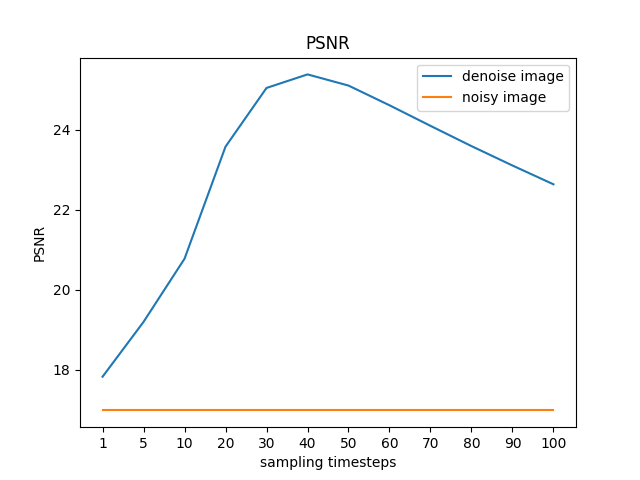 PSNR
denoise image
noisy image
24
22
20
18
PSNR
1 5 10 20 30 40 50 60 70 80 90 100
sampling timesteps